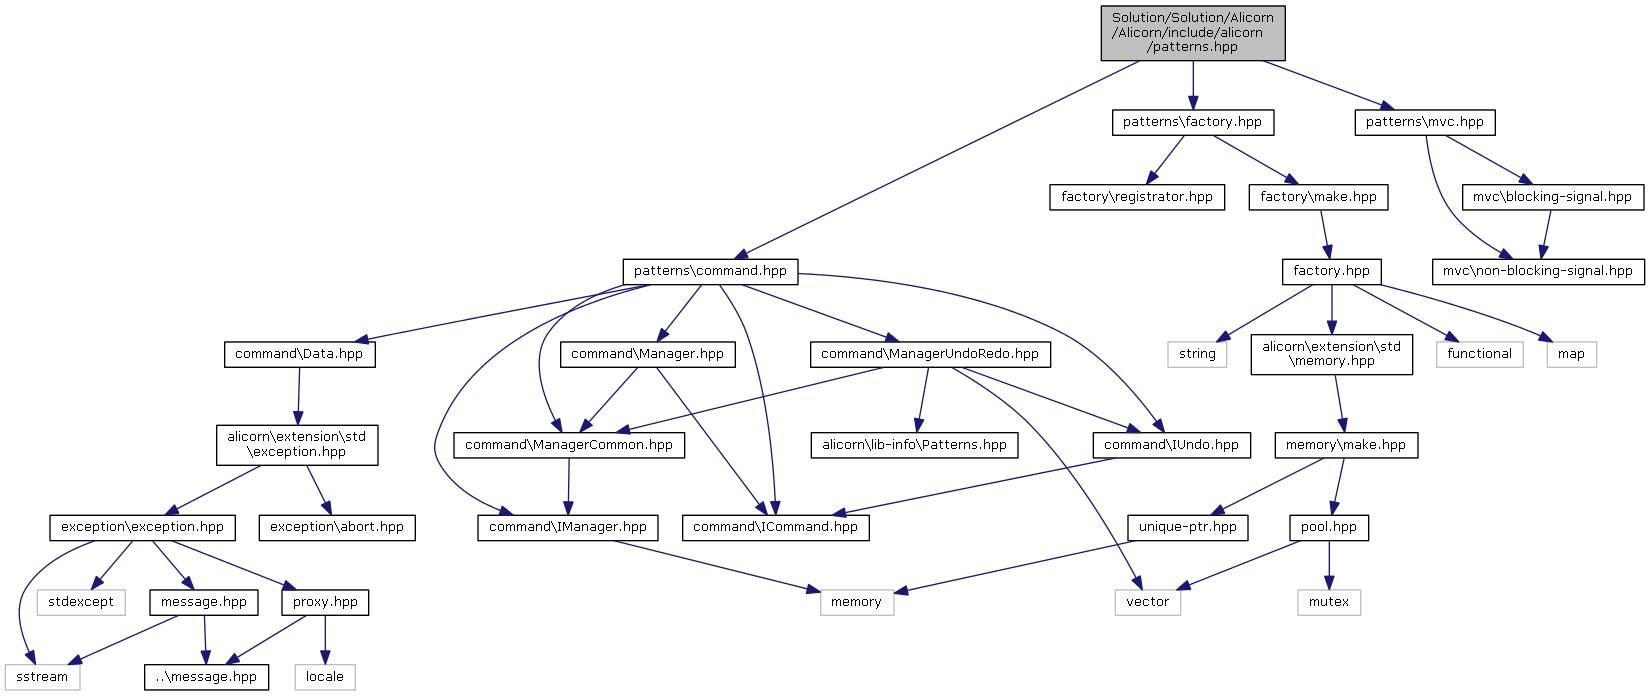 Solution/Solution/Alicorn
/Alicorn/include/alicorn
/patterns.hpp
patterns\factory.hpp
patterns\mvc.hpp
factory\registrator.hpp
factory\make.hpp
mvc\blocking-signal.hpp
patterns\command.hpp
factory.hpp
mvc\non-blocking-signal.hpp
command\Data.hpp
command\Manager.hpp
command\ManagerUndoRedo.hpp
string
alicorn\extension\std
\memory.hpp
functional
map
alicorn\extension\std
\exception.hpp
command\ManagerCommon.hpp
alicorn\lib-info\Patterns.hpp
command\IUndo.hpp
memory\make.hpp
exception\exception.hpp
exception\abort.hpp
command\IManager.hpp
command\ICommand.hpp
unique-ptr.hpp
pool.hpp
stdexcept
message.hpp
proxy.hpp
memory
vector
mutex
sstream
..\message.hpp
locale